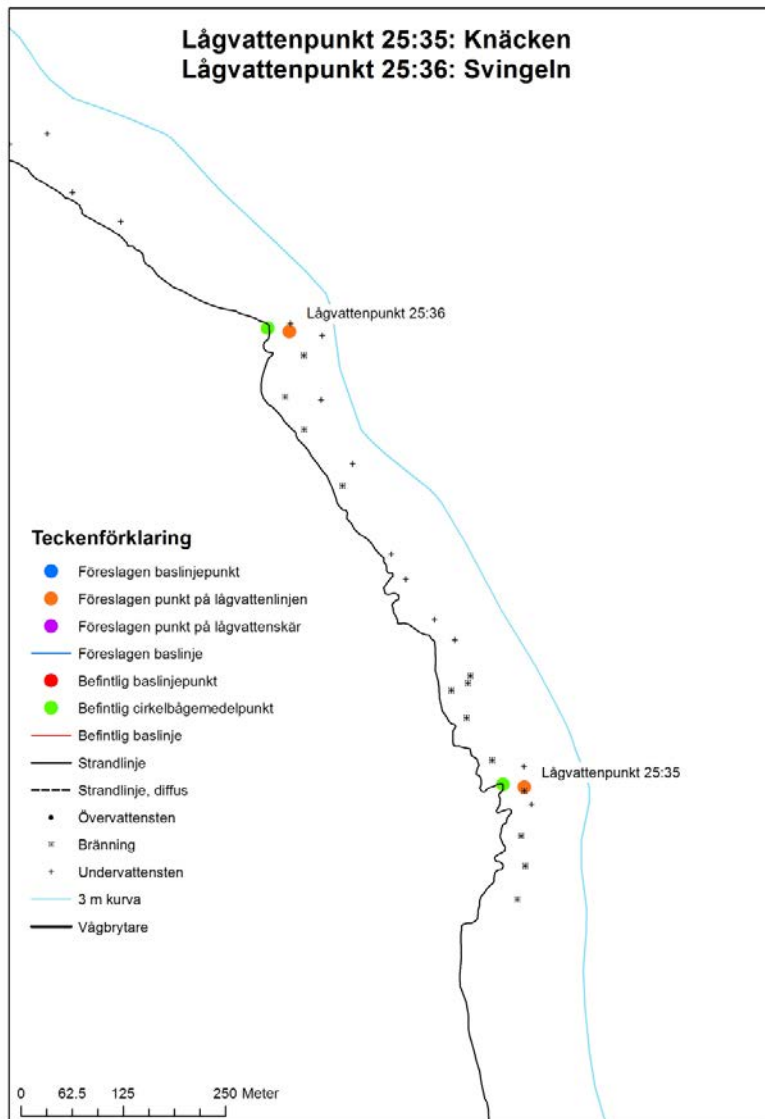 Lågvattenpunkt 25:35: Knäcken
Lågvattenpunkt 25:36: Svingeln
Lågvattenpunkt 25:36
Teckenförklaring
Föreslagen baslinjepunkt
Föreslagen punkt på lågvattenlinjen
Föreslagen punkt på lågvattenskär
Föreslagen baslinje
Befintlig baslinjepunkt
Befintlig cirkelbågemedelpunkt
Befintlig baslinje
Strandlinje
Strandlinje, diffus
Övervattensten
Bränning
Undervattensten
3 m kurva
Vågbrytare
Lågvattenpunkt 25:35
0 62.5 125 250 Meter